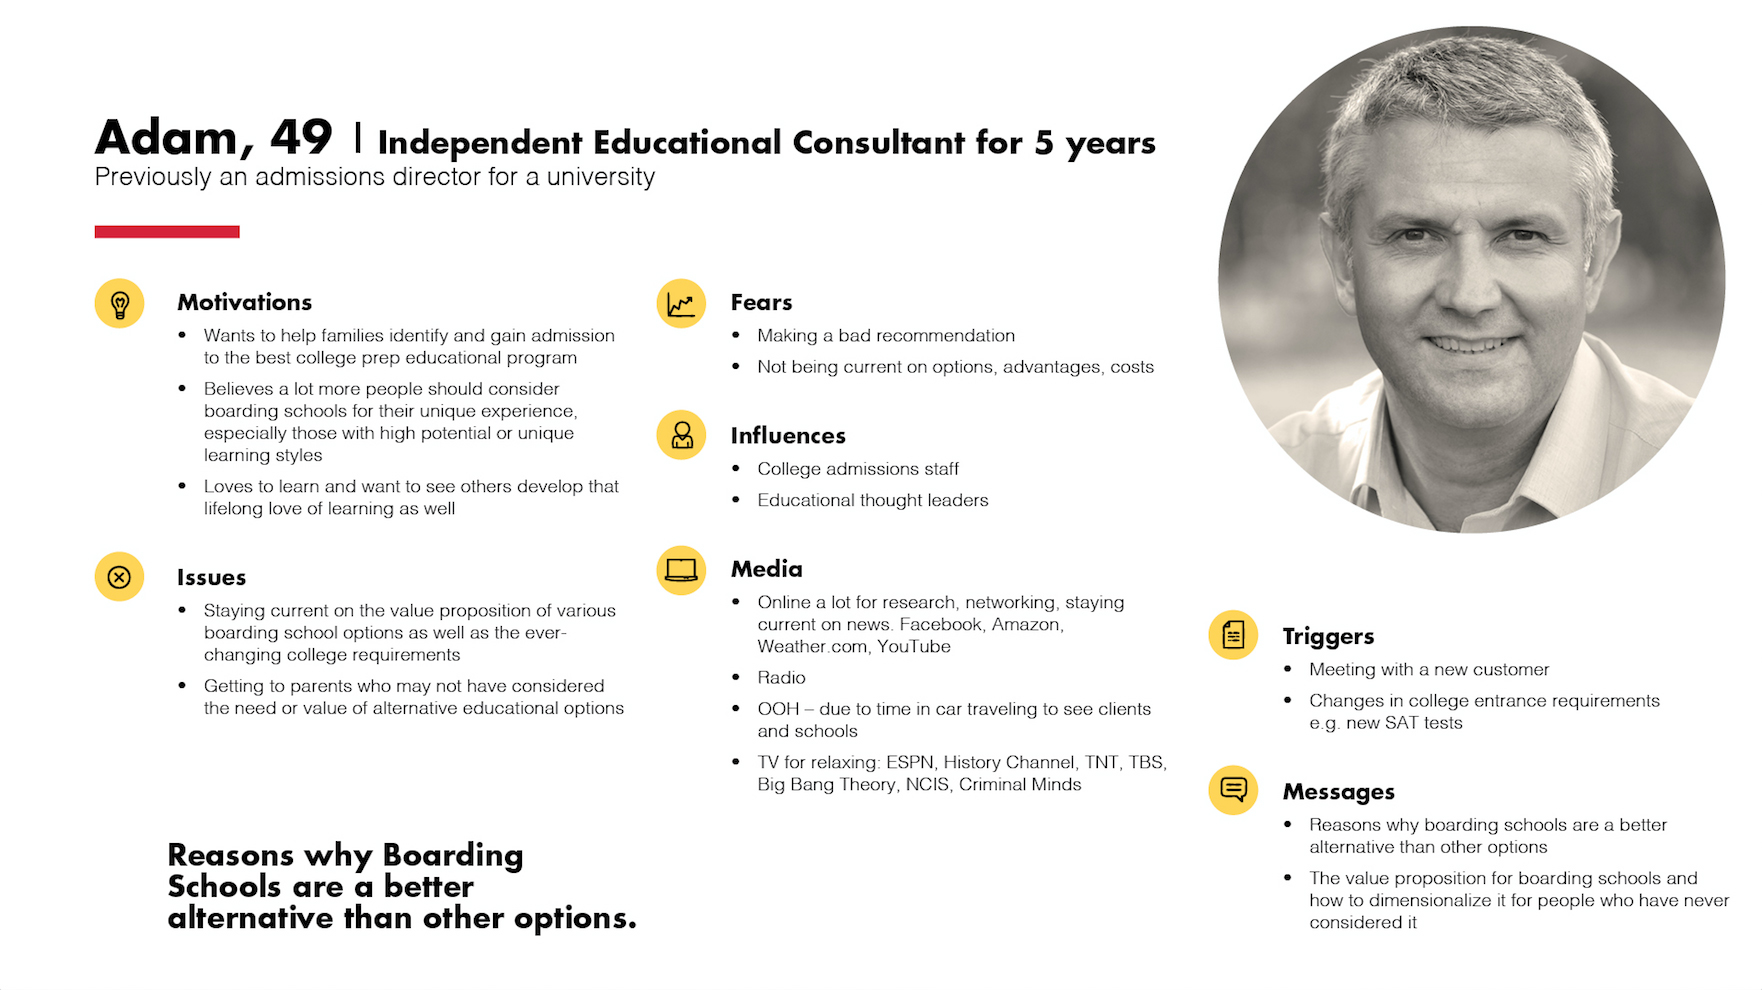 Adam, 49 | Independent Educational Consultant for 5 years
Previously an admissions director for a university
Motivations
• Wants to help families identify and gain admission
to the best college prep educational program
• Believes a lot more people should consider
boarding schools for their unique experience,
especially those with high potential or unique
learning styles
• Loves to learn and want to see others develop that
lifelong love of learning as well
Issues
• Staying current on the value proposition of various
boarding school options as well as the ever-
changing college requirements
• Getting to parents who may not have considered
the need or value of alternative educational options
Reasons why Boarding
Schools are a better
alternative than other options.
Fears
• Making a bad recommendation
• Not being current on options, advantages, costs
Influences
• College admissions staff
• Educational thought leaders
Media
• Online a lot for research, networking, staying
current on news. Facebook, Amazon,
Weather.com, YouTube
• Radio
• OOH – due to time in car traveling to see clients
and schools
• TV for relaxing: ESPN, History Channel, TNT, TBS,
Big Bang Theory, NCIS, Criminal Minds
Triggers
• Meeting with a new customer
• Changes in college entrance requirements
e.g. new SAT tests
Messages
• Reasons why boarding schools are a better
alternative than other options
• The value proposition for boarding schools and
how to dimensionalize it for people who have never
considered it